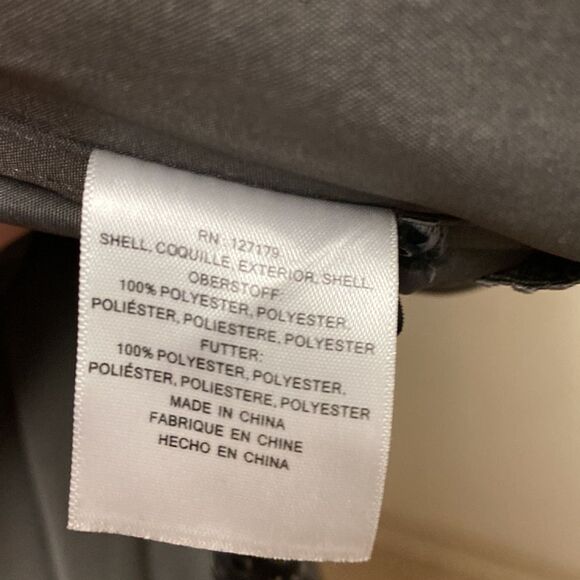 RN : 127179
SHELL, COQUILLE, EXTERIOR, SHELL,
OBERSTOFF:
100% POLYESTER, POLYESTER,
POLIÉSTER, POLIESTERE, POLYESTER
FUTTER:
100% POLYESTER, POLYESTER,
POLIÉSTER, POLIESTERE, POLYESTER
MADE IN CHINA
FABRIQUE EN CHINE
HECHO EN CHINA